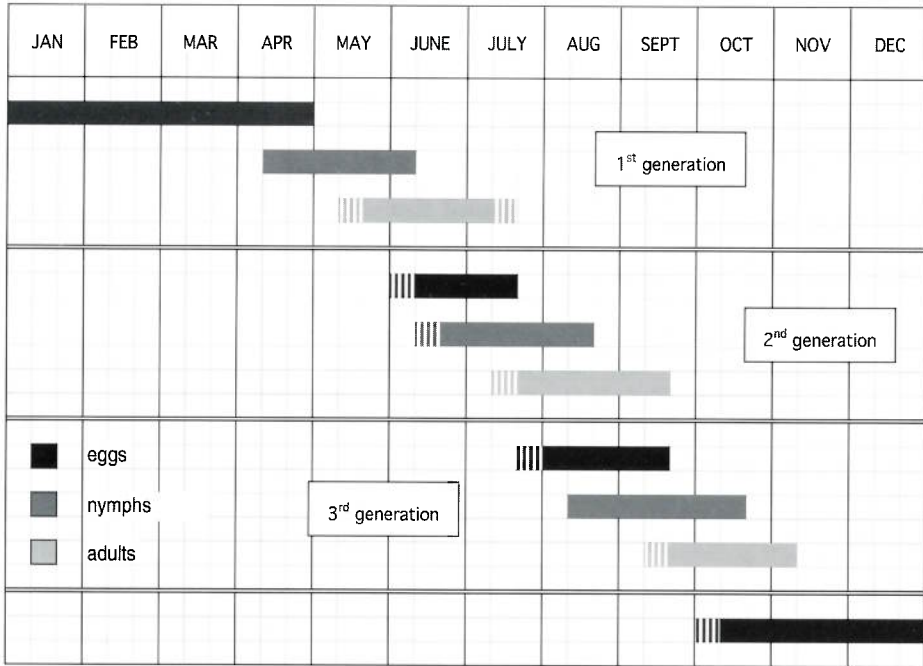 JAN FEB MAR APR MAY JUNE JULY AUG SEPT OCT NOV DEC
1st generation
2nd generation
eggs
nymphs
3rd generation
adults